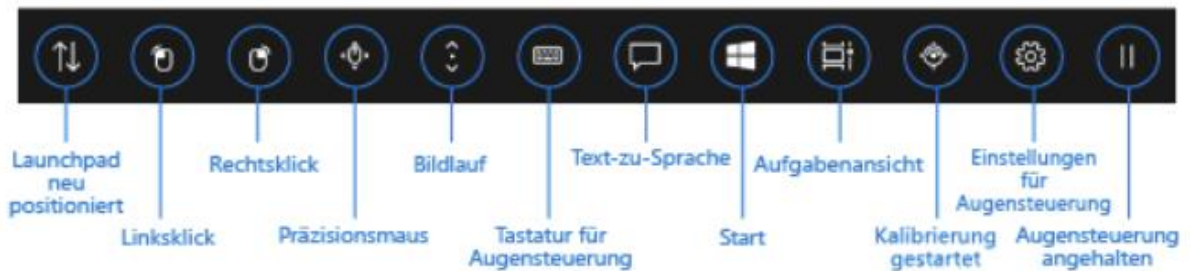 Launchpad
neu
positioniert
Linksklick
Rechtsklick
Präzisionsmaus
Bildlauf
Tastatur für
Augensteuerung
Text-zu-Sprache
Start
Aufgabenansicht
Kalibrierung
gestartet
Einstellungen
für
Augensteuerung
Augensteuerung
angehalten